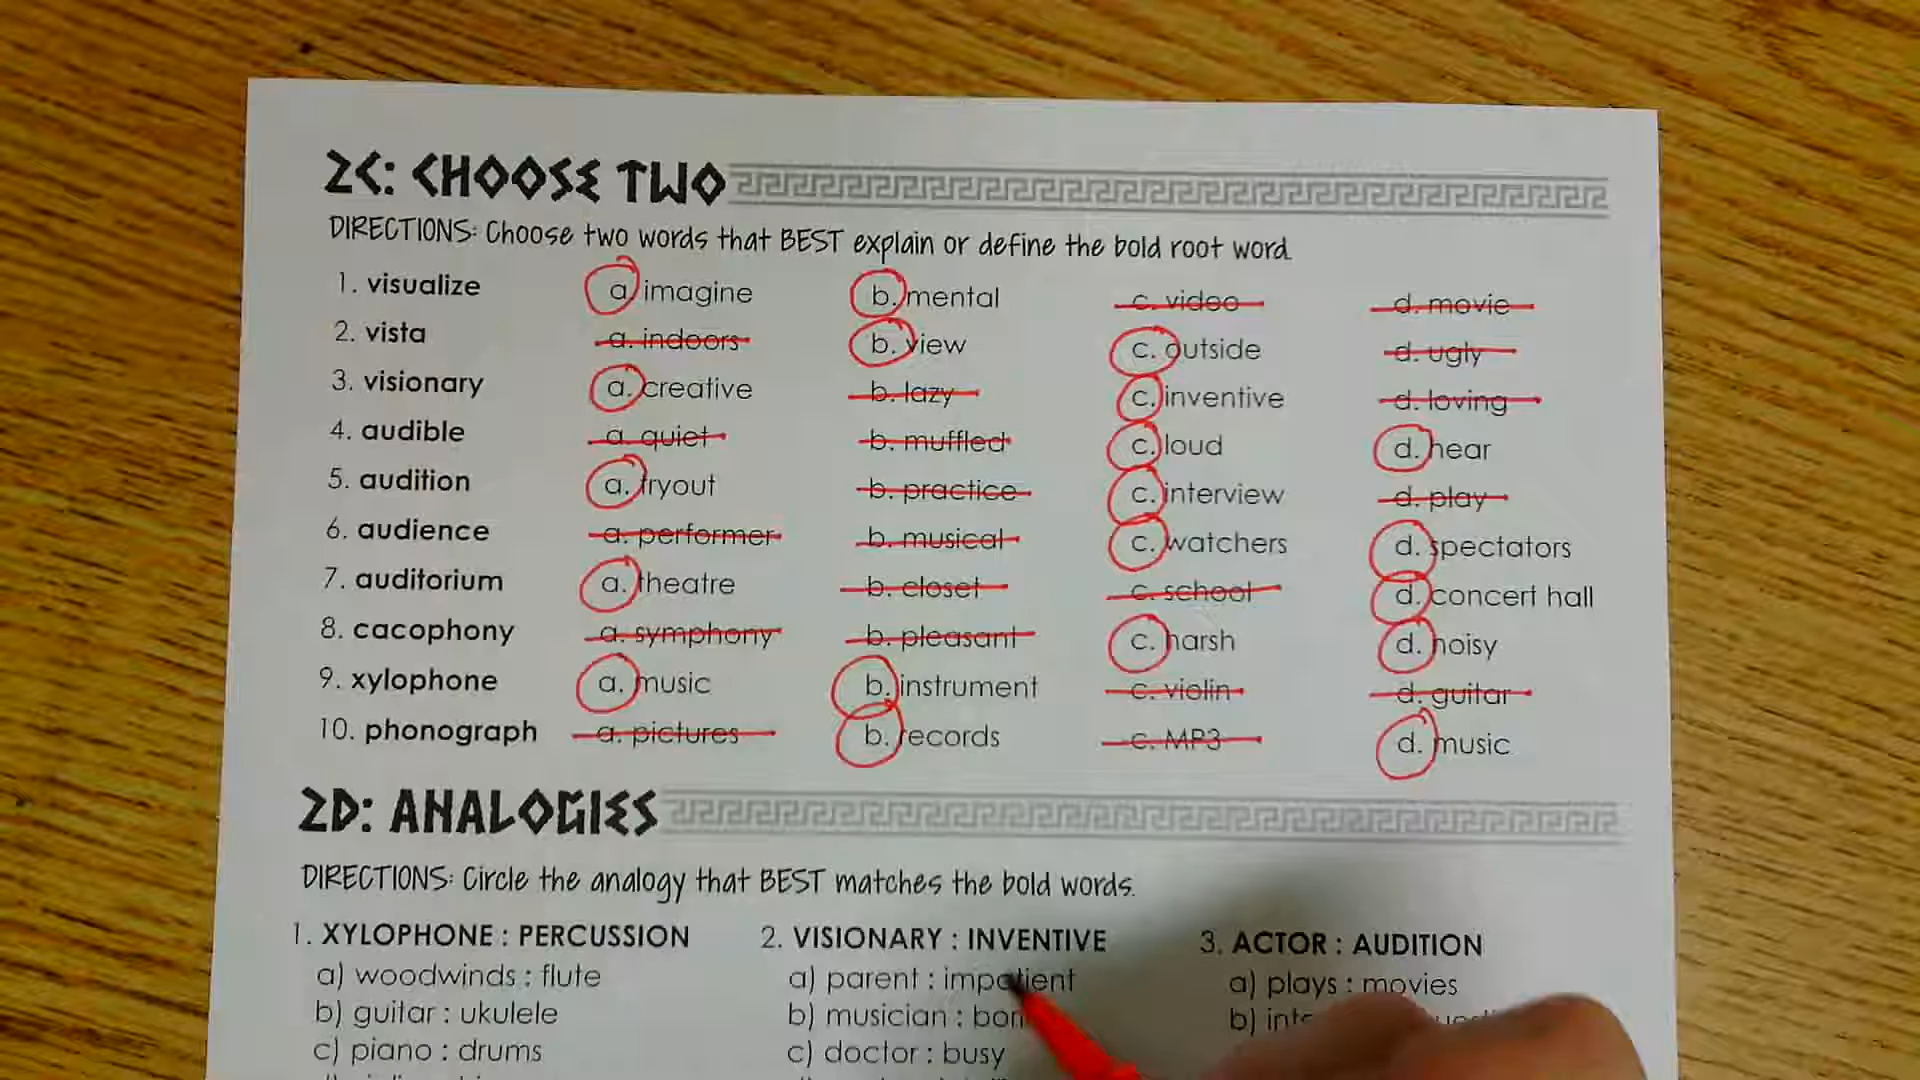 2C: CHOOSE TWO
DIRECTIONS: Choose two words that BEST explain or define the bold root word.
1. visualize a. imagine b. mental c. video d. movie
2. vista a. indoors b. view c. outside d. ugly
3. visionary a. creative b. lazy c. inventive d. loving
4. audible a. quiet b. muffled c. loud d. hear
5. audition a. tryout b. practice c. interview d. play
6. audience a. performer b. musical c. watchers d. spectators
7. auditorium a. theatre b. closet c. school d. concert hall
8. cacophony a. symphony b. pleasant c. harsh d. noisy
9. xylophone a. music b. instrument c. violin d. guitar
10. phonograph a. pictures b. records c. MP3 d. music
2D: ANALOGIES
DIRECTIONS: Circle the analogy that BEST matches the bold words.
1. XYLOPHONE : PERCUSSION 2. VISIONARY : INVENTIVE 3. ACTOR : AUDITION
a) woodwinds : flute a) parent : impatient a) plays : movies
b) guitar : ukulele b) musician : b)
c) piano : drums c) doctor : busy